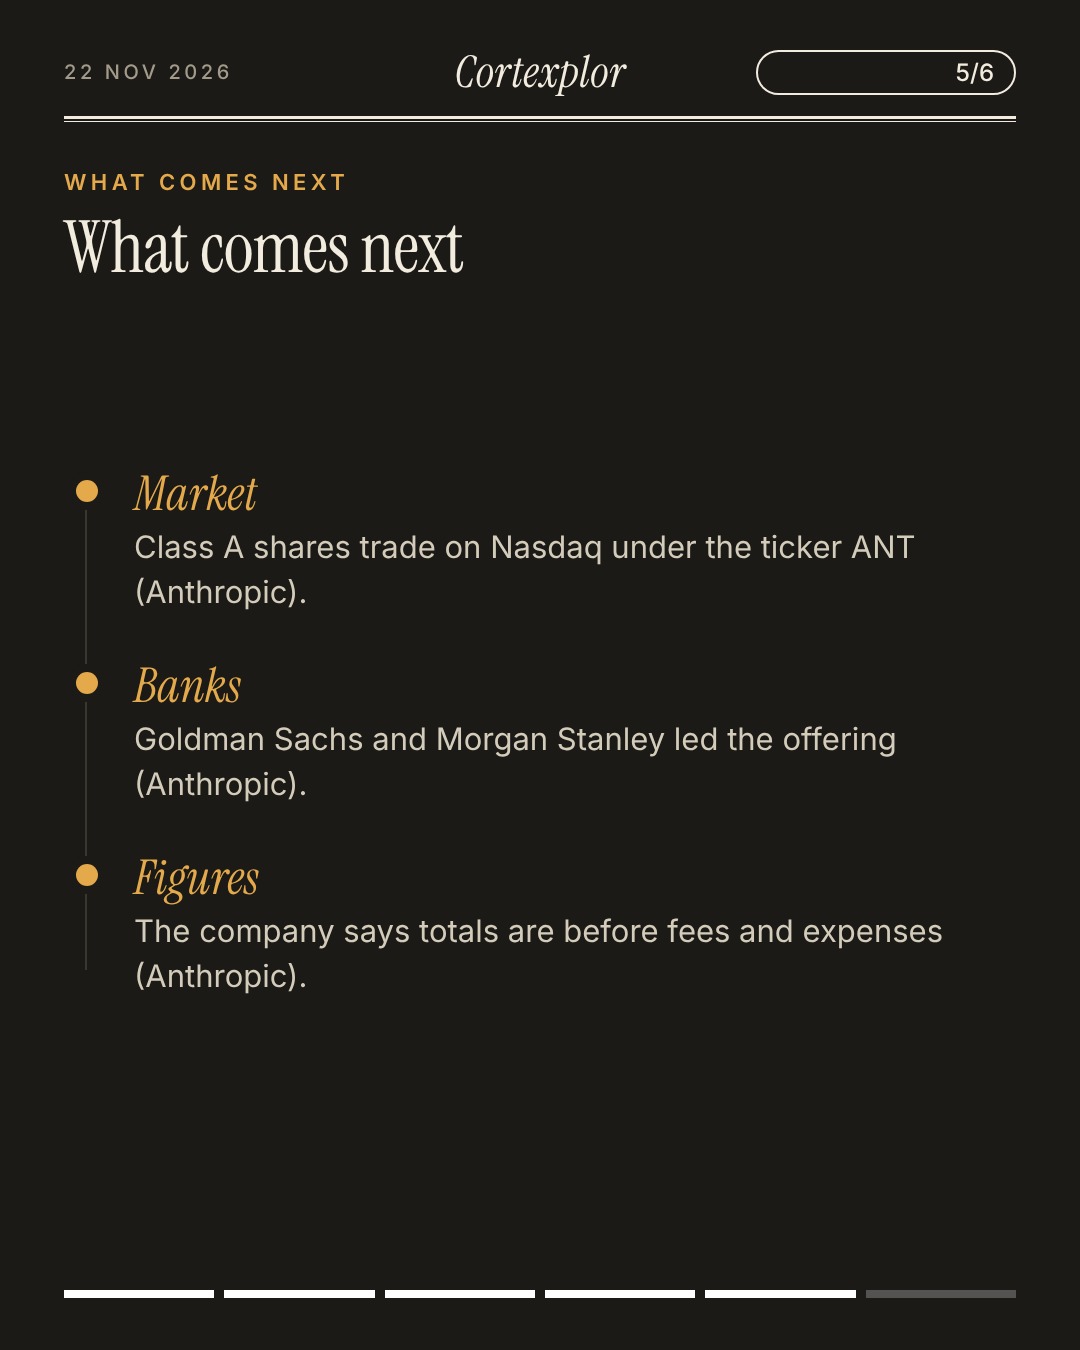 22 NOV 2026
Cortexplor
5/6
WHAT COMES NEXT
What comes next
Market
Class A shares trade on Nasdaq under the ticker ANT
(Anthropic).
Banks
Goldman Sachs and Morgan Stanley led the offering
(Anthropic).
Figures
The company says totals are before fees and expenses
(Anthropic).